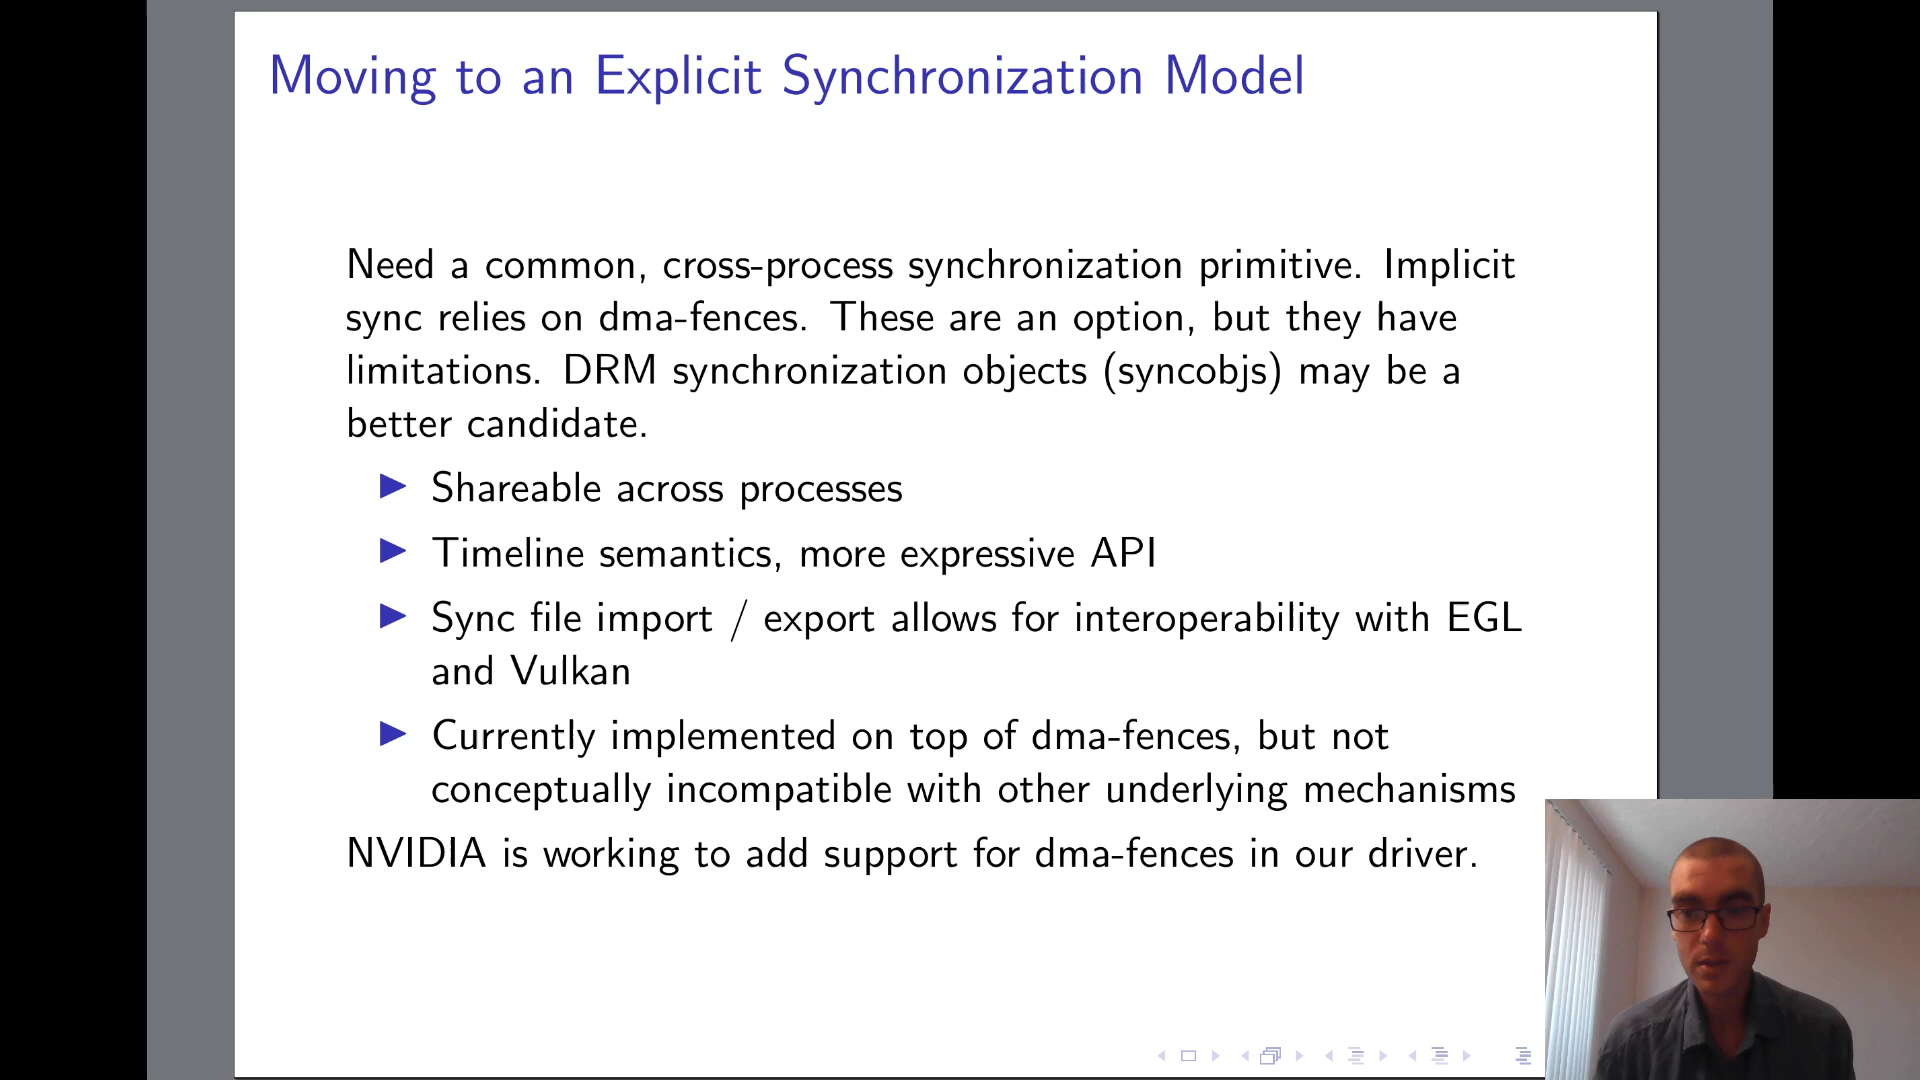 Moving to an Explicit Synchronization Model
Need a common, cross-process synchronization primitive. Implicit
sync relies on dma-fences. These are an option, but they have
limitations. DRM synchronization objects (syncobjs) may be a
better candidate.
Shareable across processes
Timeline semantics, more expressive API
Sync file import / export allows for interoperability with EGL
and Vulkan
Currently implemented on top of dma-fences, but not
conceptually incompatible with other underlying mechanisms
NVIDIA is working to add support for dma-fences in our driver.